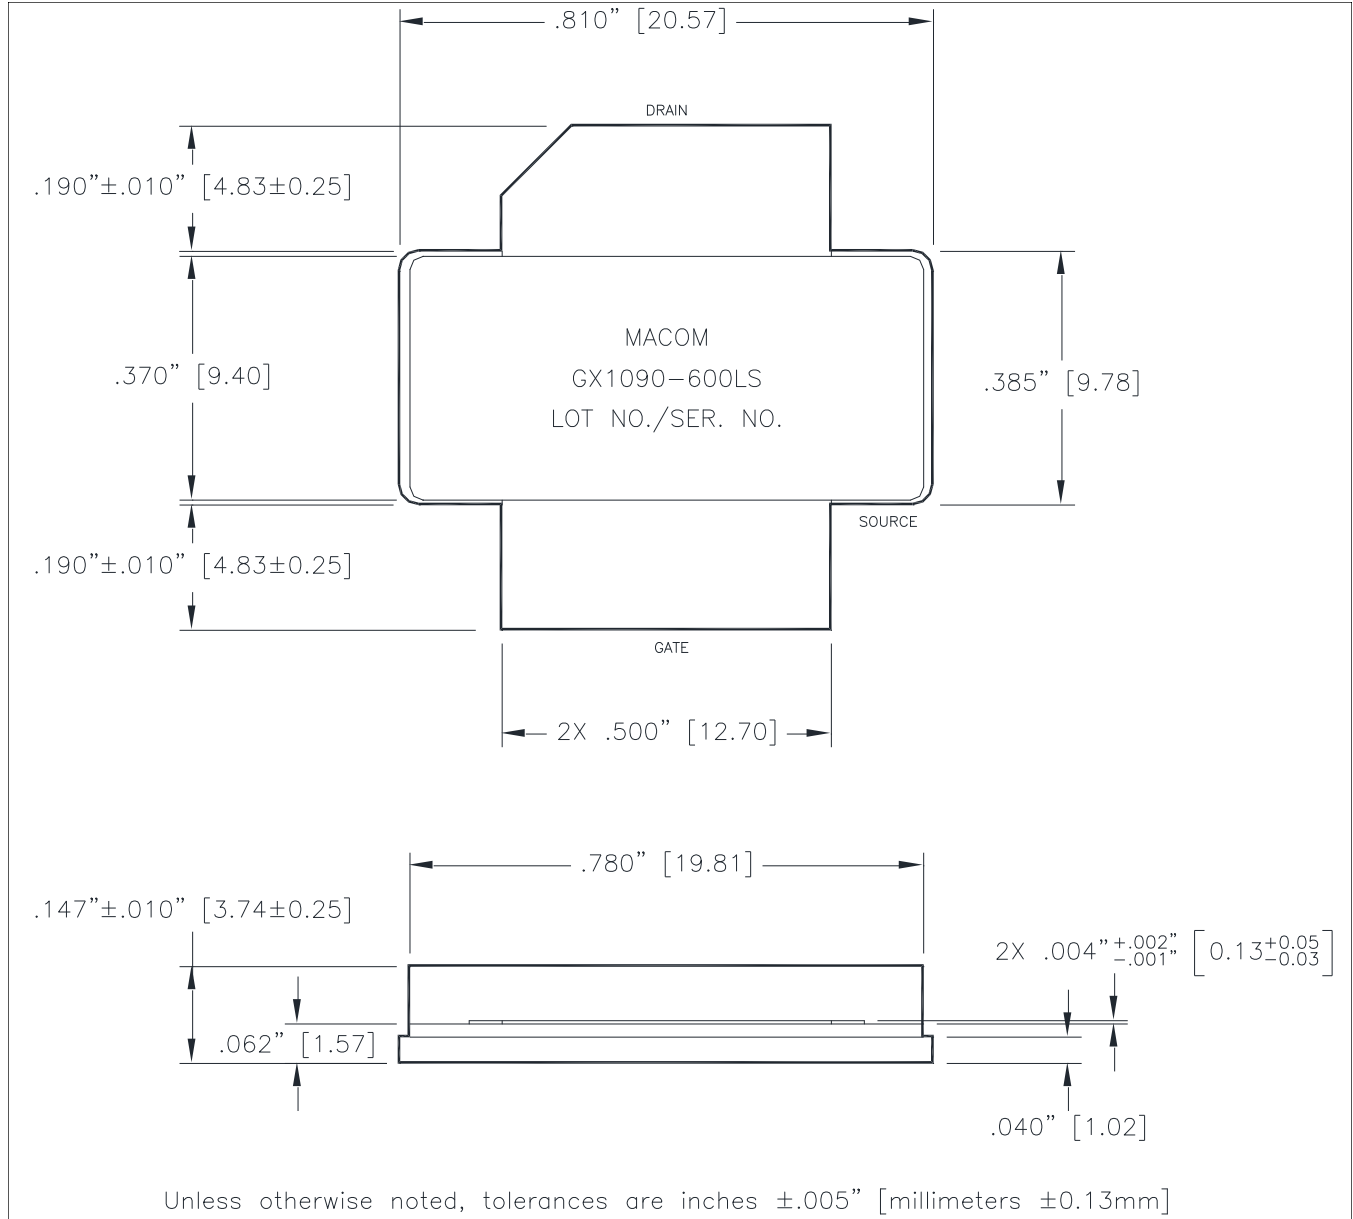 .810” [20.57]
DRAIN
.190”±.010” [4.83±0.25]
MACOM
GX1090-600LS
LOT NO./SER. NO.
.370” [9.40]
.385” [9.78]
SOURCE
.190”±.010” [4.83±0.25]
GATE
2X .500” [12.70]
.780” [19.81]
.147”±.010” [3.74±0.25]
2X .004” +.002” -.001” [0.13 +0.05 -0.03]
.062” [1.57]
.040” [1.02]
Unless otherwise noted, tolerances are inches ±.005” [millimeters ±0.13mm]